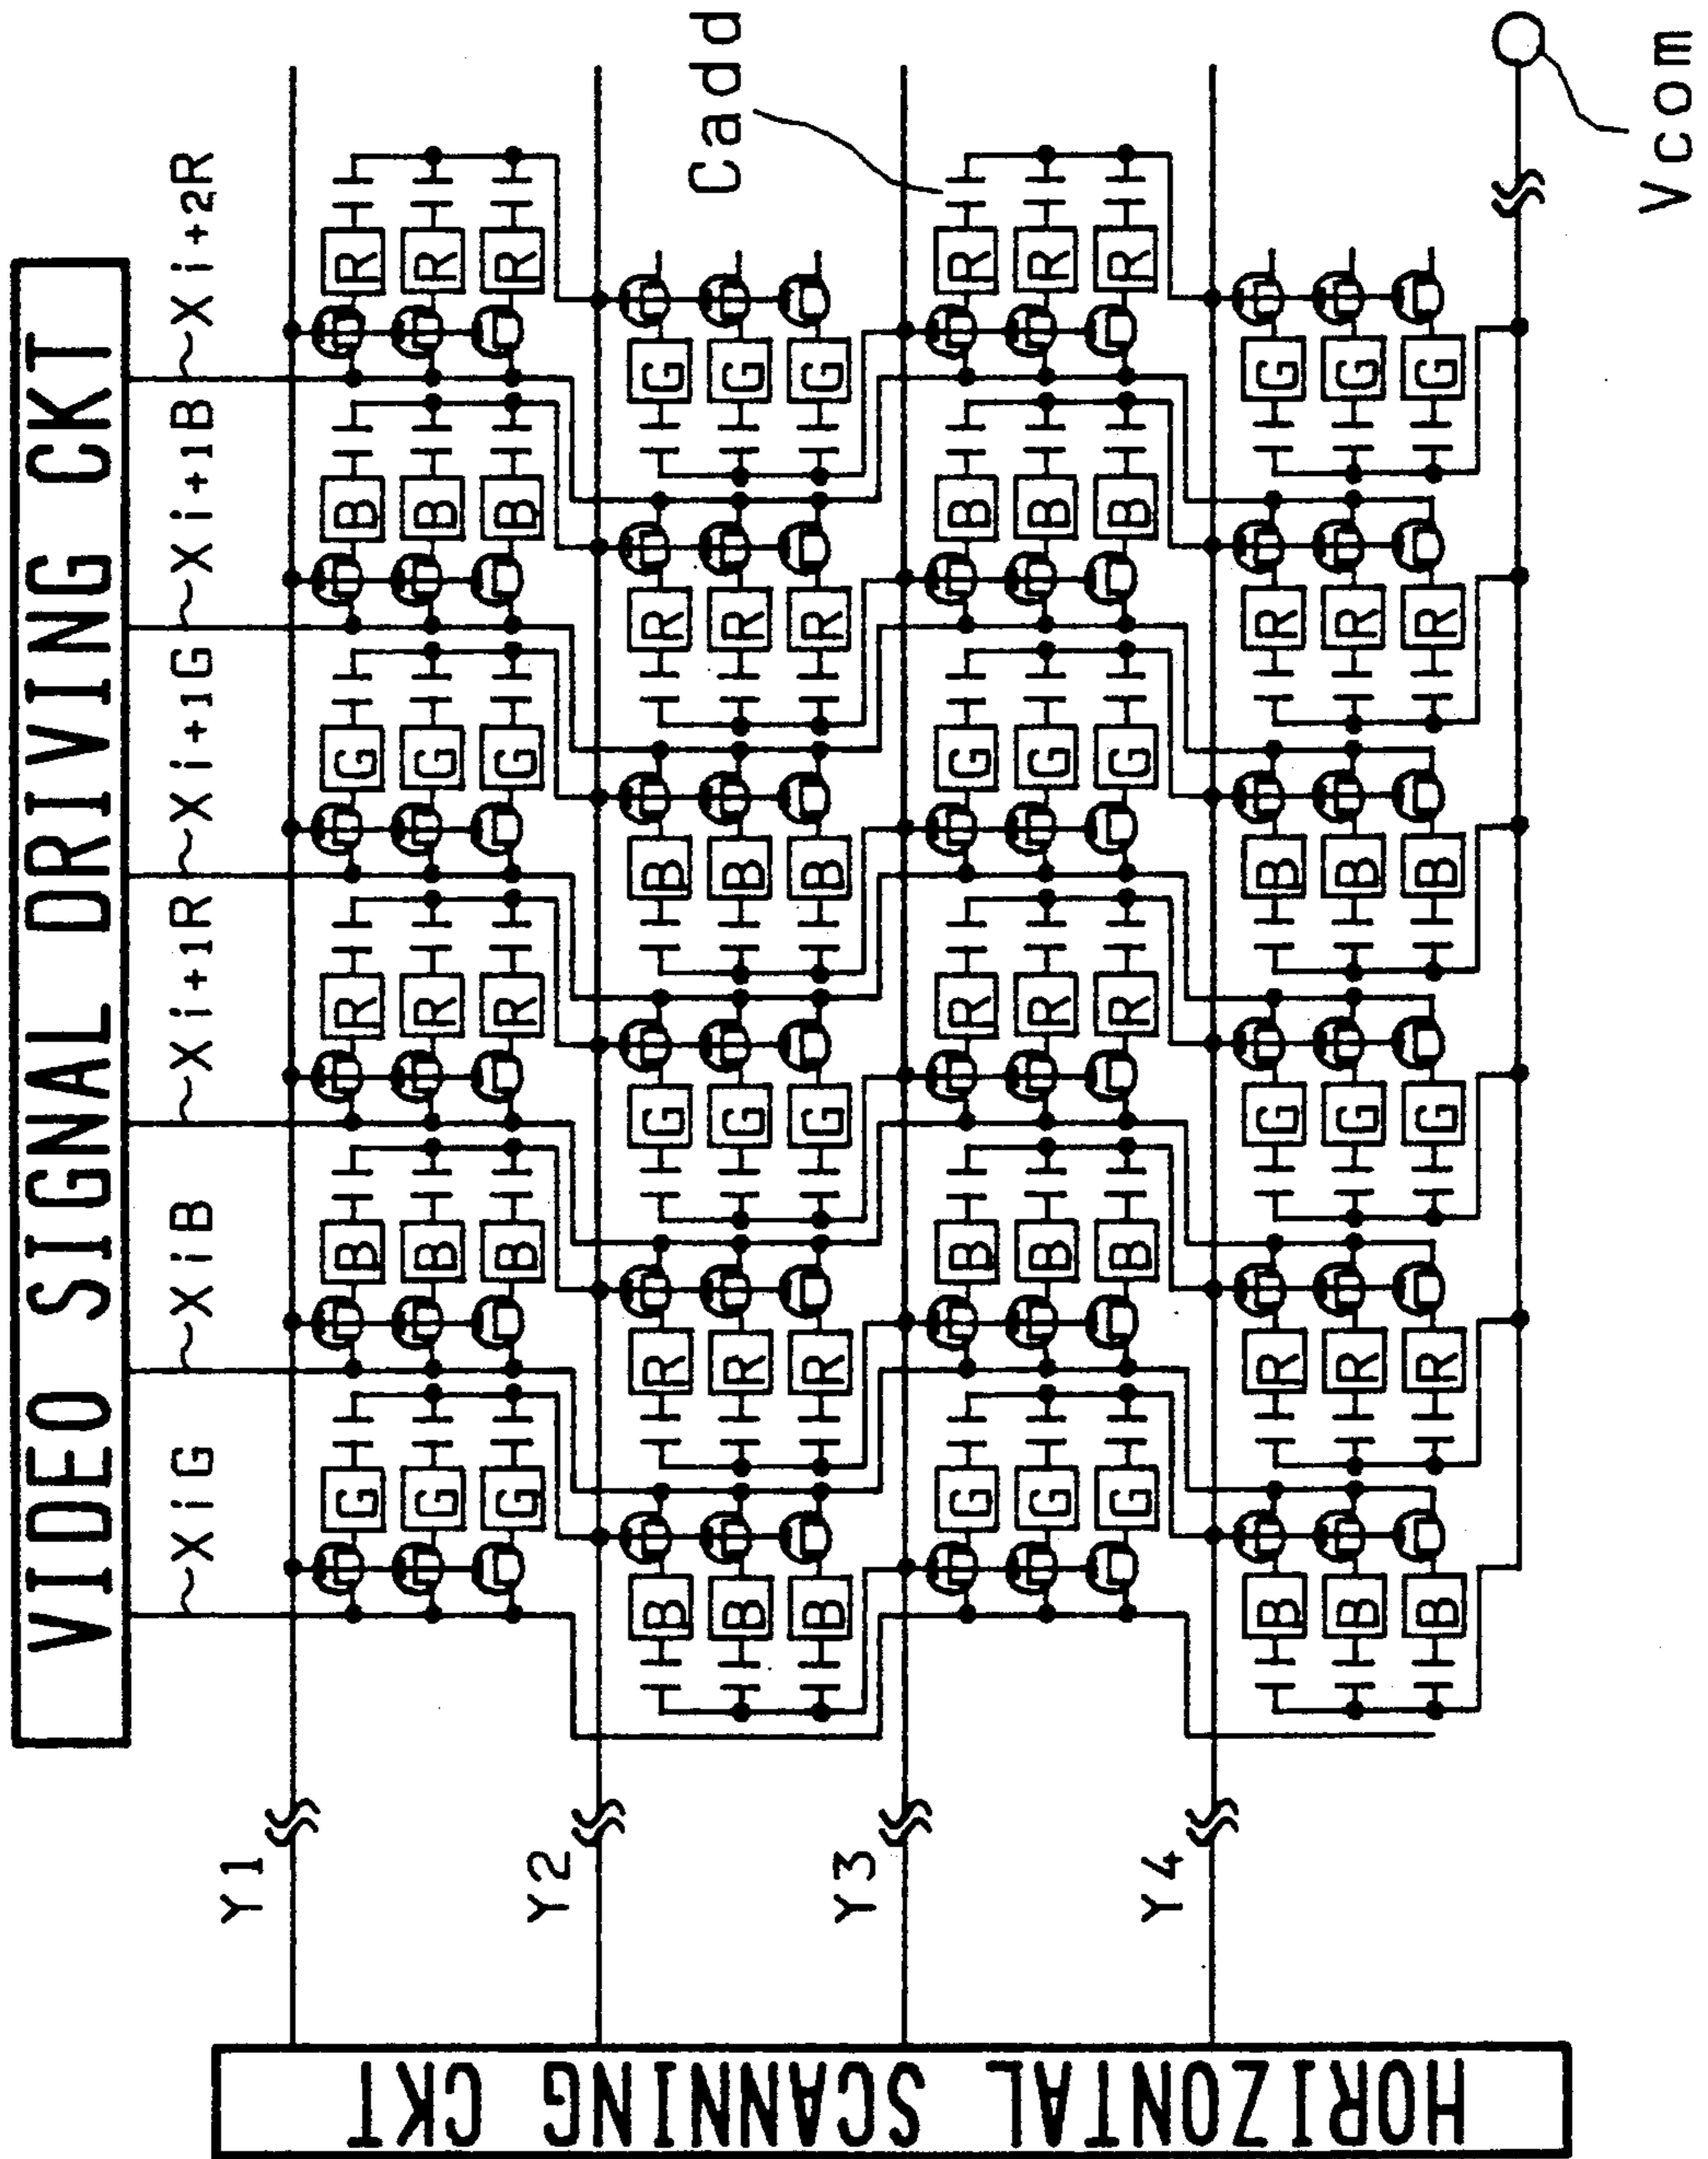 VIDEO SIGNAL DRIVING CKT
XiG XiB Xi+1R Xi+1G Xi+1B Xi+2R
HORIZONTAL SCANNING CKT
Y1
G B R G B R
G B R G B R
G B R G B R
Y2
B R G B R G
B R G B R G
B R G B R G
Cadd
Y3
G B R G B R
G B R G B R
G B R G B R
Y4
B R G B R G
B R G B R G
B R G B R G
Vcom